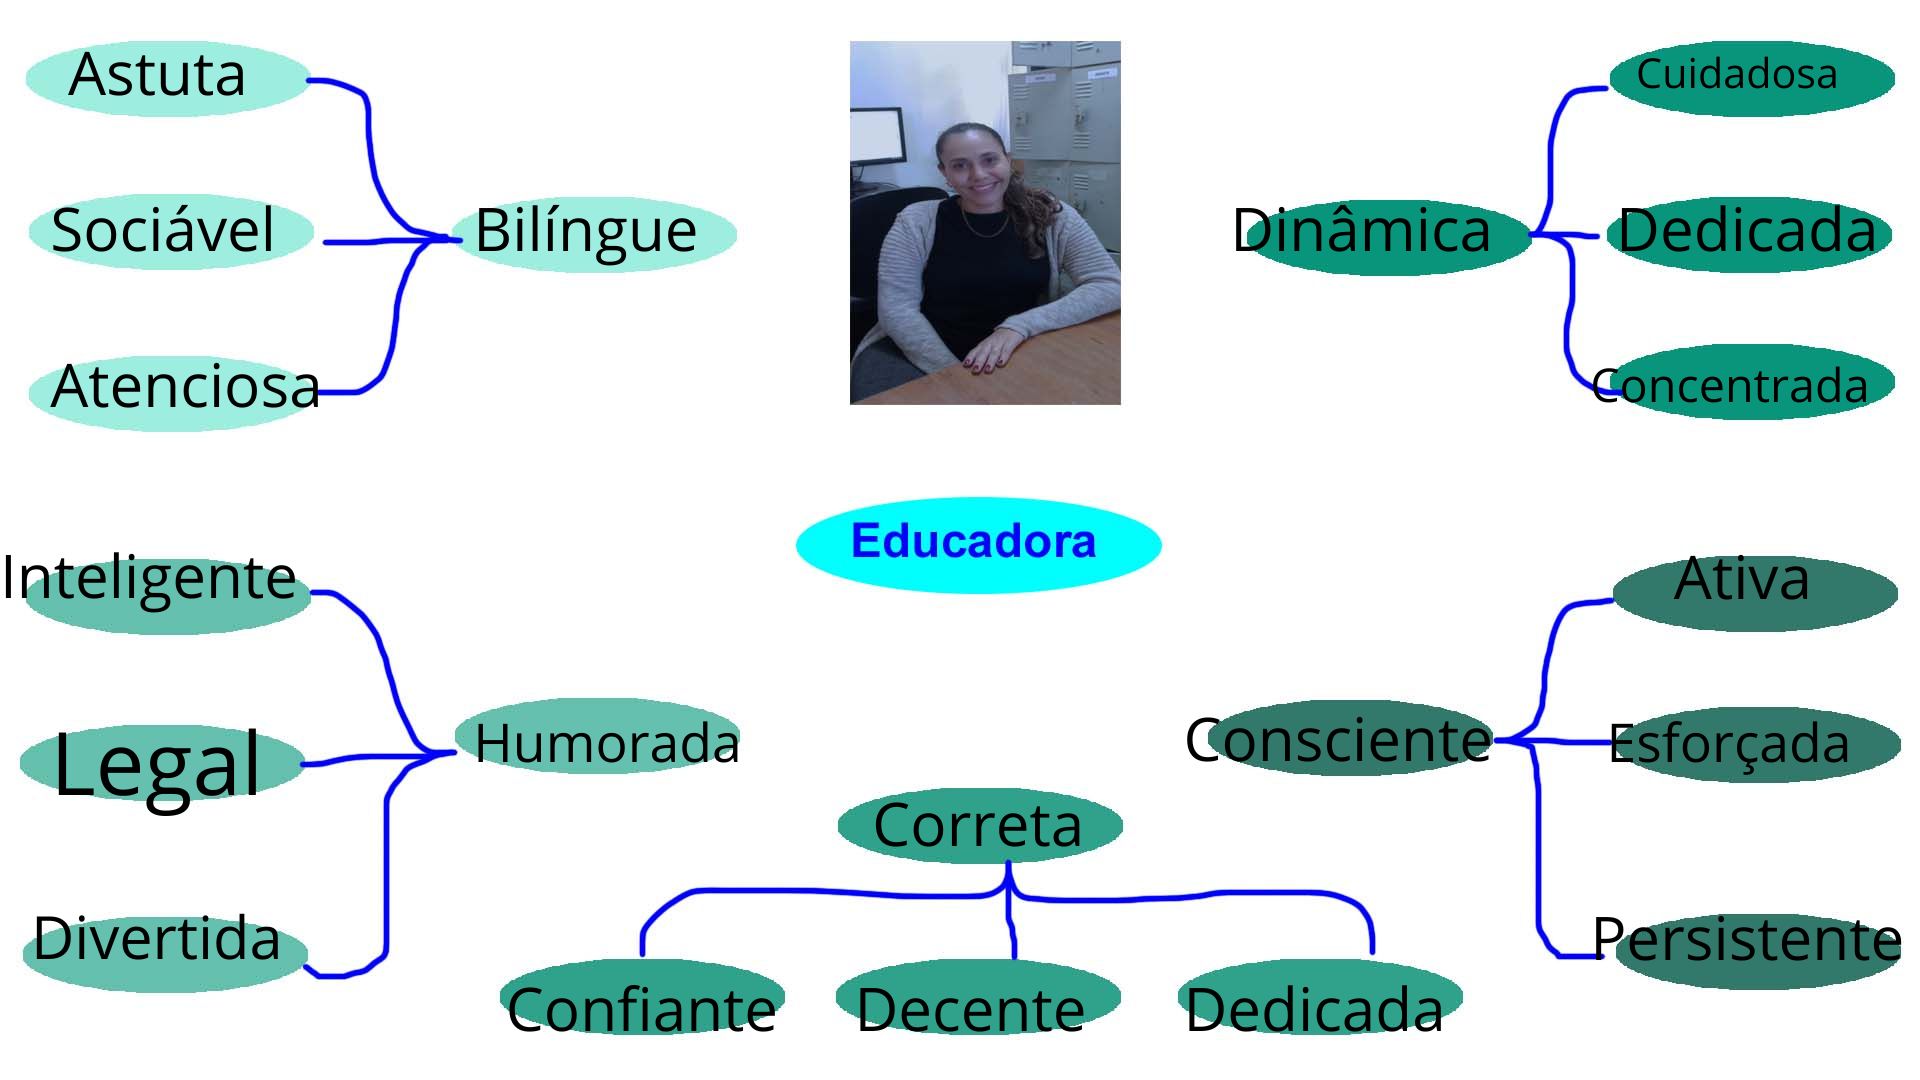 Astuta
Sociável
Bilíngue
Atenciosa
Cuidadosa
Dinâmica
Dedicada
Concentrada
Educadora
Inteligente
Legal
Humorada
Divertida
Ativa
Consciente
Esforçada
Persistente
Correta
Confiante
Decente
Dedicada